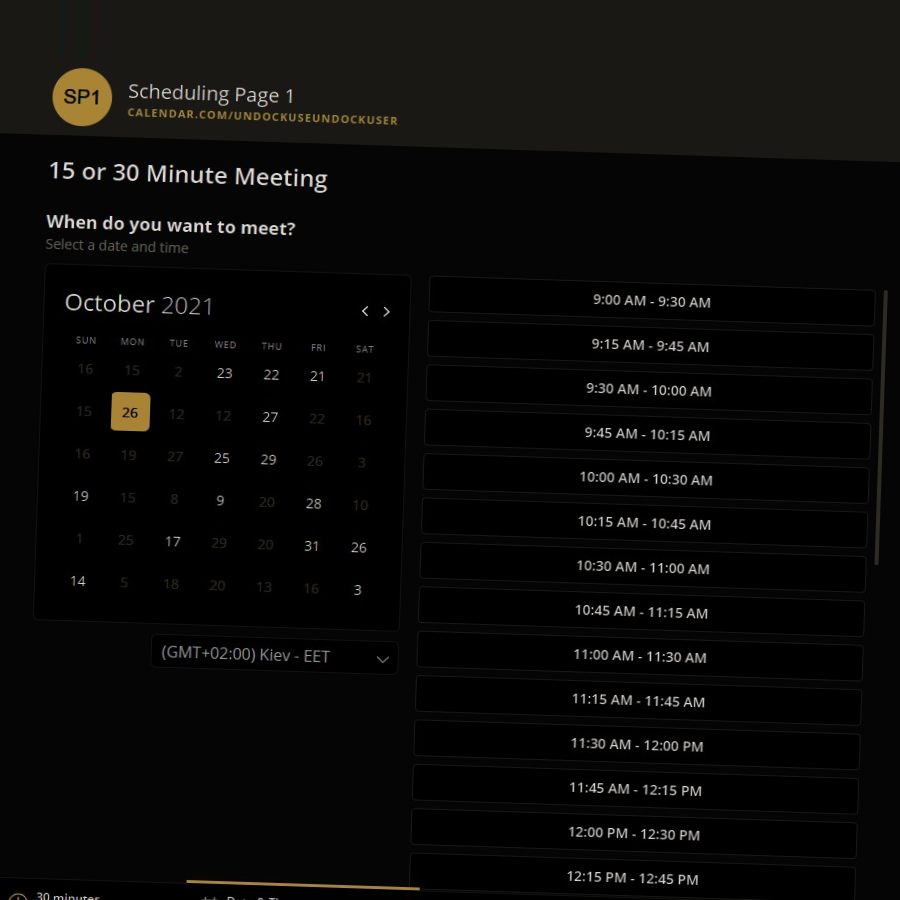 SP1
Scheduling Page 1
CALENDAR.COM/UNDOCKUSEUNDOCKUSER
15 or 30 Minute Meeting
When do you want to meet?
Select a date and time
October 2021
SUN MON TUE WED THU FRI SAT
16 15 2 23 22 21 21
15 26 12 12 27 22 16
16 19 27 25 29 26 3
19 15 8 9 20 28 10
1 25 17 29 20 31 26
14 5 18 20 13 16 3
(GMT+02:00) Kiev - EET
9:00 AM - 9:30 AM
9:15 AM - 9:45 AM
9:30 AM - 10:00 AM
9:45 AM - 10:15 AM
10:00 AM - 10:30 AM
10:15 AM - 10:45 AM
10:30 AM - 11:00 AM
10:45 AM - 11:15 AM
11:00 AM - 11:30 AM
11:15 AM - 11:45 AM
11:30 AM - 12:00 PM
11:45 AM - 12:15 PM
12:00 PM - 12:30 PM
12:15 PM - 12:45 PM
30 minutes